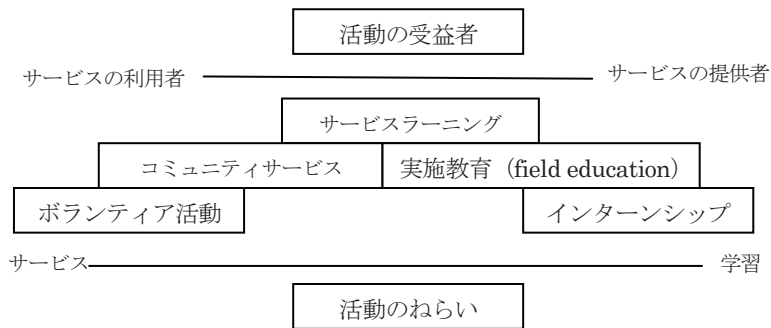 活動の受益者
サービスの利用者 サービスの提供者
サービスラーニング
コミュニティサービス 実施教育（field education）
ボランティア活動 インターンシップ
サービス 学習
活動のねらい